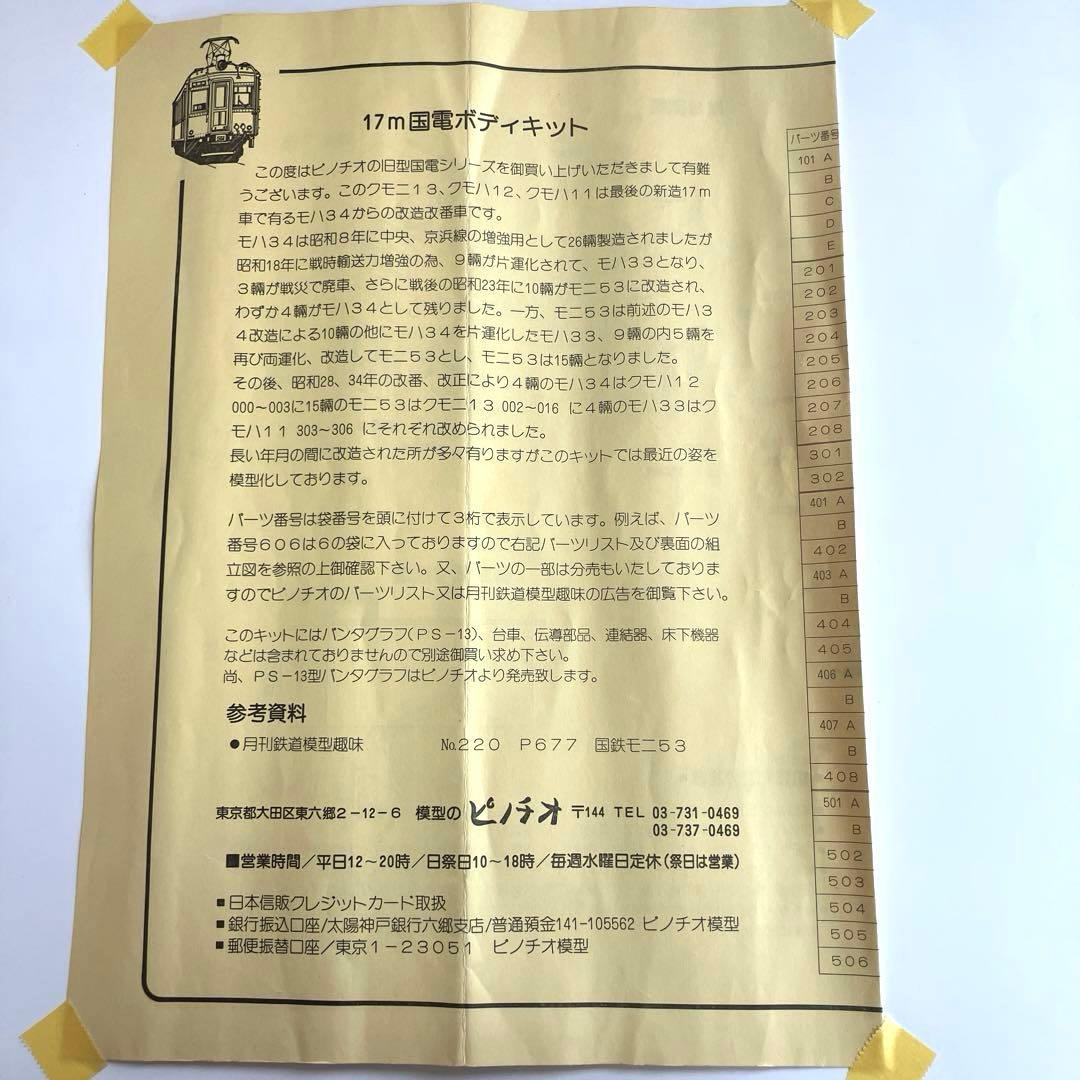 17m国電ボディキット
この度はピノチオの旧型国電シリーズを御買い上げいただきまして有難
うございます。このクモニ13、クモハ12、クモハ11は最後の新造17m
車で有るモハ34からの改造改番車です。
モハ34は昭和8年に中央、京浜線の増強用として26輌製造されましたが
昭和18年に戦時輸送力増強の為、9輌が片運化されて、モハ33となり、
3輌が戦災で廃車、さらに戦後の昭和23年に10輌がモニ53に改造され、
わずか4輌がモハ34として残りました。一方、モニ53は前述のモハ3
4改造による10輌の他にモハ34を片運化したモハ33、9輌の内5輌を
再び両運化、改造してモニ53とし、モニ53は15輌となりました。
その後、昭和28、34年の改番、改正により4輌のモハ34はクモハ12
000～003に15輌のモニ53はクモニ13 002～016 に4輌のモハ33はク
モハ11 303～306 にそれぞれ改められました。
長い年月の間に改造された所が多々有りますがこのキットでは最近の姿を
模型化しております。
パーツ番号は袋番号を頭に付けて3桁で表示しています。例えば、パーツ
番号606は6の袋に入っておりますので右記パーツリスト及び裏面の組
立図を参照の上御確認下さい。又、パーツの一部は分売もいたしておりま
すのでピノチオのパーツリスト又は月刊鉄道模型趣味の広告を御覧下さい。
このキットにはパンタグラフ(PS-13)、台車、伝導部品、連結器、床下機器
などは含まれておりませんので別途御買い求め下さい。
尚、PS-13型パンタグラフはピノチオより発売致します。
参考資料
●月刊鉄道模型趣味 No.220 P677 国鉄モニ53
東京都大田区東六郷2-12-6 模型の ピノチオ 〒144 TEL 03-731-0469
03-737-0469
■営業時間/平日12～20時/日祭日10～18時/毎週水曜日定休(祭日は営業)
■日本信販クレジットカード取扱
■銀行振込口座/太陽神戸銀行六郷支店/普通預金141-105562 ピノチオ模型
■郵便振替口座/東京1-23051 ピノチオ模型
パーツ番号
101 A
B
C
D
E
201
202
203
204
205
206
207
208
301
302
401 A
B
402
403 A
B
404
405
406 A
B
407 A
B
408
501 A
B
502
503
504
505
506